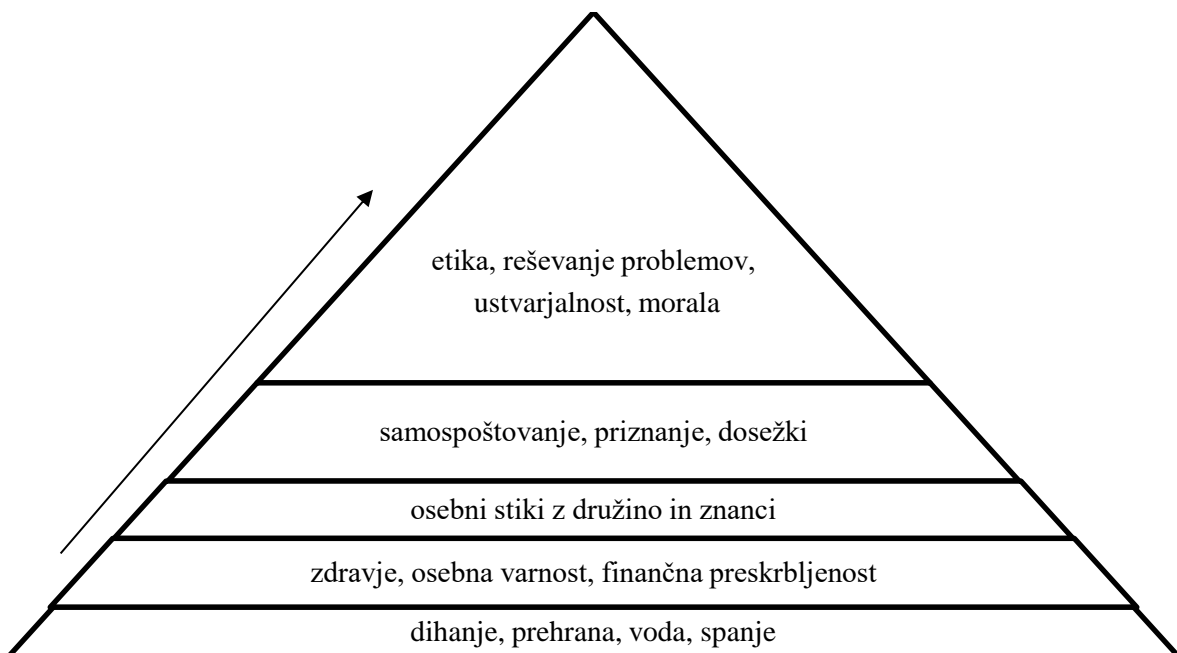 etika, reševanje problemov,
ustvarjalnost, morala
samospoštovanje, priznanje, dosežki
osebni stiki z družino in znanci
zdravje, osebna varnost, finančna preskrbljenost
dihanje, prehrana, voda, spanje